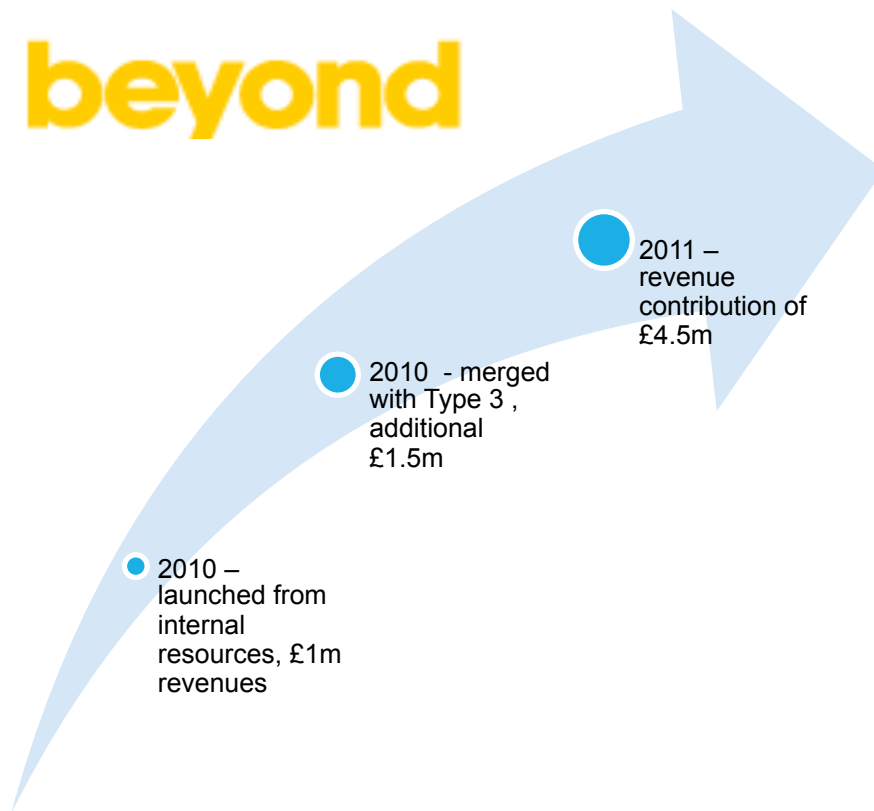 beyond
2011 –
revenue
contribution of
£4.5m
2010  - merged
with Type 3 ,
additional
£1.5m
2010 –
launched from
internal
resources, £1m
revenues